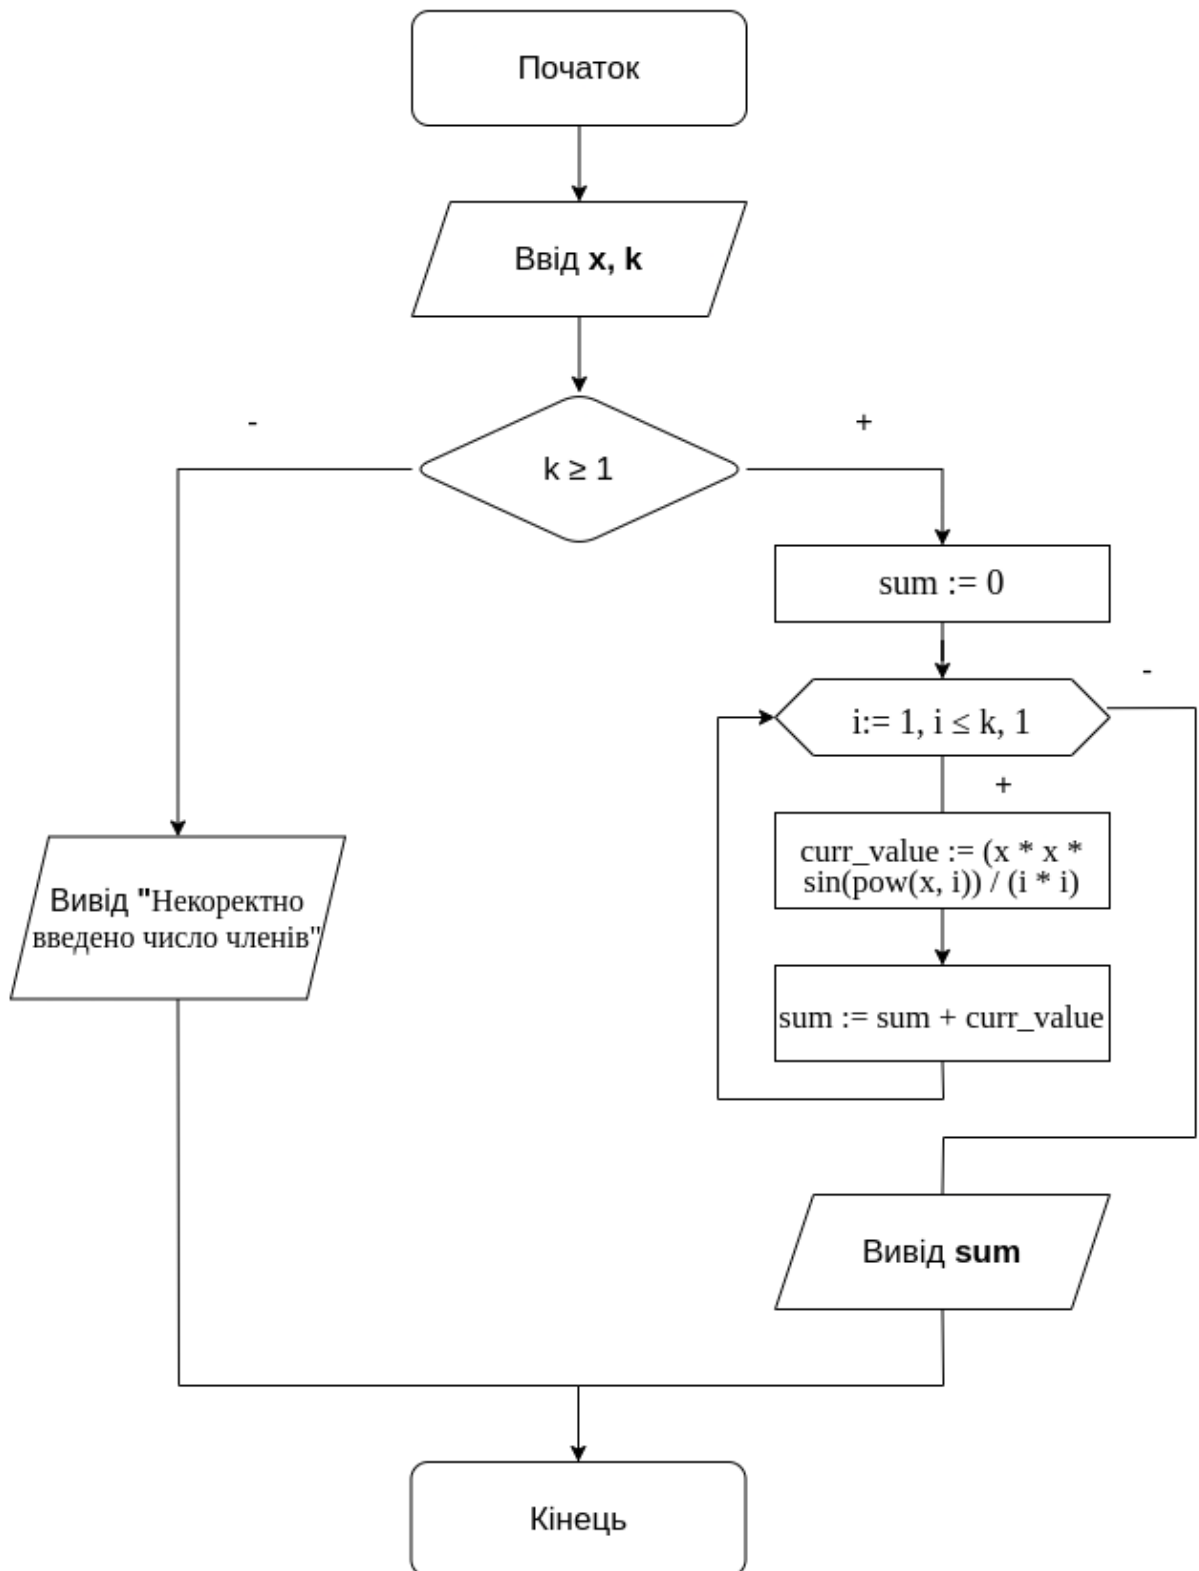 Початок
Ввід x, k
-
+
k ≥ 1
sum := 0
-
i:= 1, i ≤ k, 1
+
curr_value := (x * x *
sin(pow(x, i)) / (i * i)
Вивід "Некоректно
введено число членів"
sum := sum + curr_value
Вивід sum
Кінець